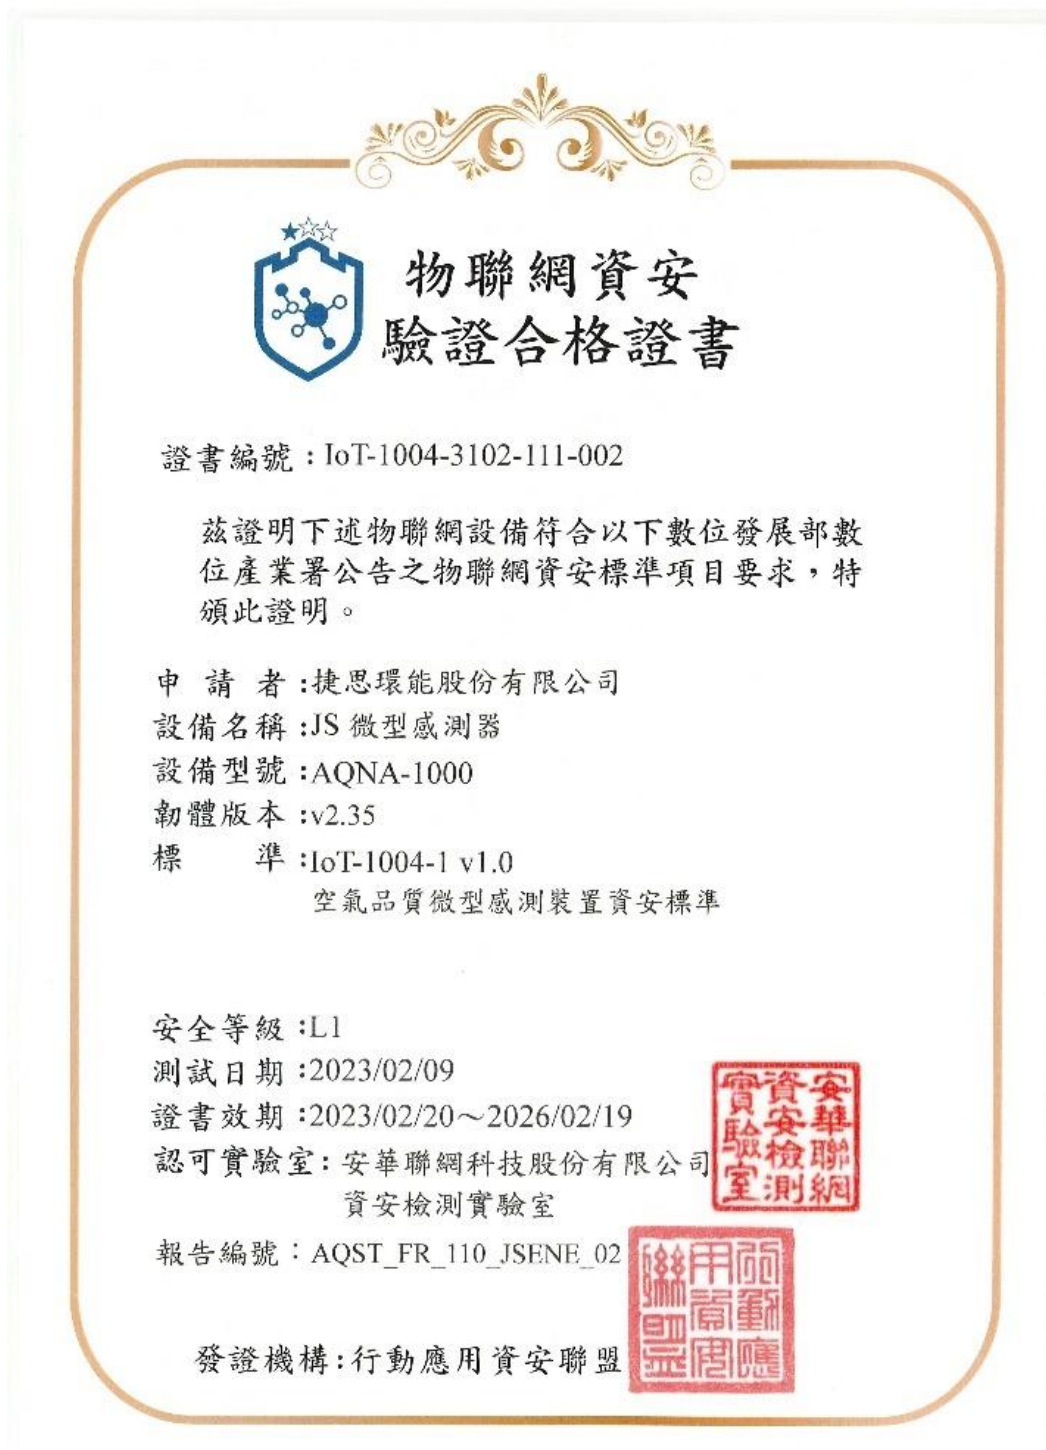 物聯網資安
驗證合格證書
證書編號：IoT-1004-3102-111-002
茲證明下述物聯網設備符合以下數位發展部數
位產業署公告之物聯網資安標準項目要求，特
頒此證明。
申請者：捷思環能股份有限公司
設備名稱：JS 微型感測器
設備型號：AQNA-1000
韌體版本：v2.35
標準：IoT-1004-1 v1.0
空氣品質微型感測裝置資安標準
安全等級：L1
測試日期：2023/02/09
證書效期：2023/02/20～2026/02/19
認可實驗室：安華聯網科技股份有限公司
資安檢測實驗室
安華聯網
資安檢測
實驗室
報告編號：AQST_FR_110_JSENE_02
發證機構：行動應用資安聯盟
行動應
用資安
聯盟